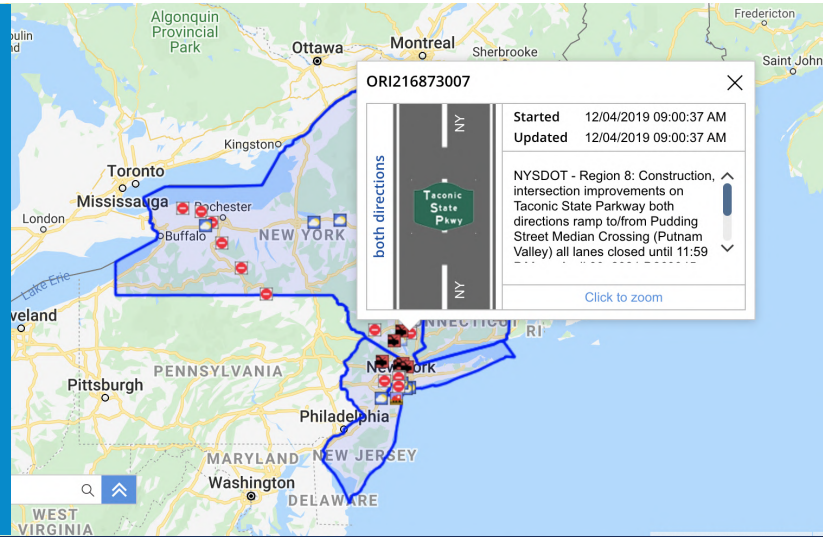 Algonquin
Provincial
Park
Ottawa
Montreal
Sherbrooke
Fredericton
Saint John
Kingston
Toronto
Mississauga
Rochester
London
Buffalo
NEW YORK
Lake Erie
Pittsburgh
PENNSYLVANIA
New York
Philadelphia
MARYLAND
NEW JERSEY
Washington
DELAWARE
WEST
VIRGINIA
RI
ORI216873007
both directions
NY
Taconic
State
Pkwy
NY
Started 12/04/2019 09:00:37 AM
Updated 12/04/2019 09:00:37 AM
NYSDOT - Region 8: Construction,
intersection improvements on
Taconic State Parkway both
directions ramp to/from Pudding
Street Median Crossing (Putnam
Valley) all lanes closed until 11:59
Click to zoom